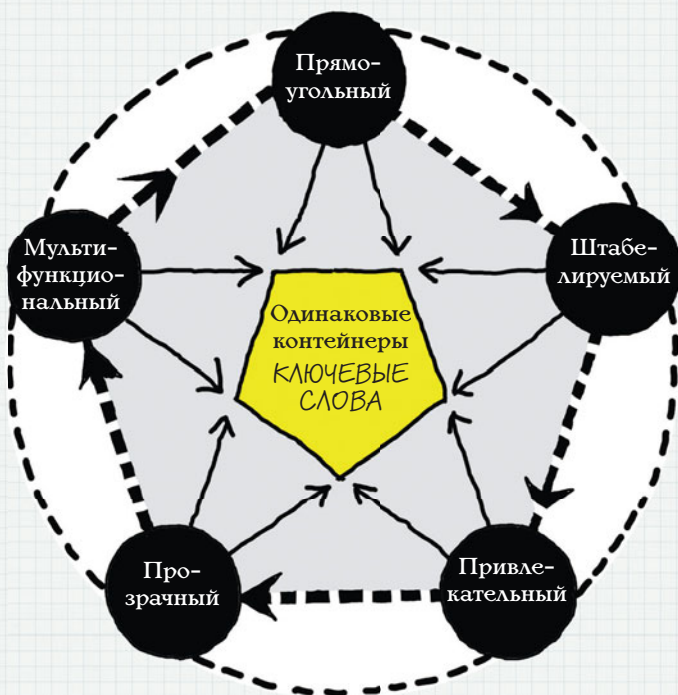 Прямо-
угольный
Мульти-
функцио-
нальный
Штабе-
лируемый
Одинаковые
контейнеры
КЛЮЧЕВЫЕ
СЛОВА
Про-
зрачный
Привле-
кательный